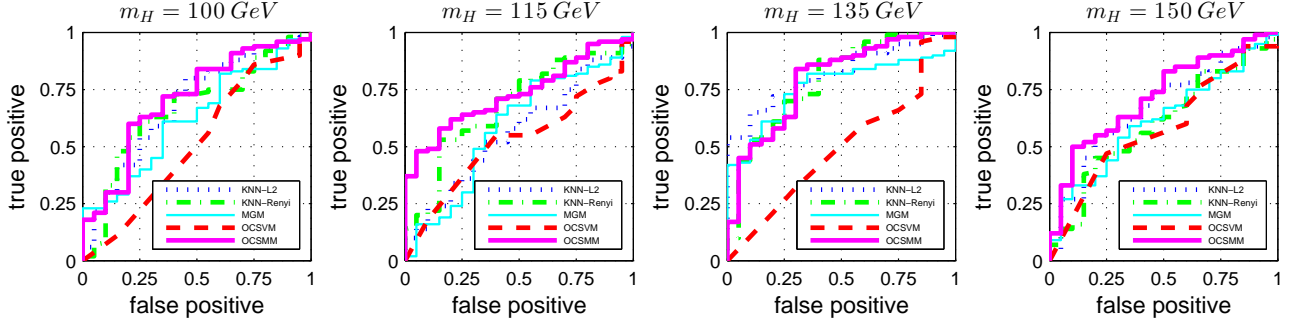 m_H = 100 GeV
true positive
1
0.75
0.5
0.25
0
KNN−L2
KNN−Renyi
MGM
OCSVM
OCSMM
0 0.25 0.5 0.75 1
false positive
m_H = 115 GeV
true positive
1
0.75
0.5
0.25
0
KNN−L2
KNN−Renyi
MGM
OCSVM
OCSMM
0 0.25 0.5 0.75 1
false positive
m_H = 135 GeV
true positive
1
0.75
0.5
0.25
0
KNN−L2
KNN−Renyi
MGM
OCSVM
OCSMM
0 0.25 0.5 0.75 1
false positive
m_H = 150 GeV
true positive
1
0.75
0.5
0.25
0
KNN−L2
KNN−Renyi
MGM
OCSVM
OCSMM
0 0.25 0.5 0.75 1
false positive